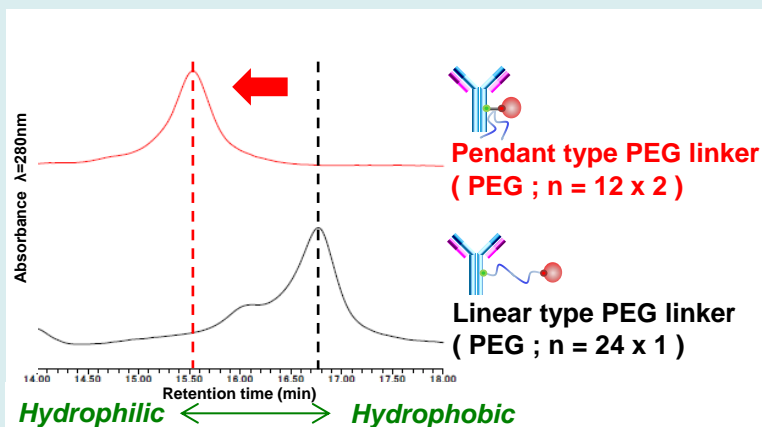 Absorbance λ=280nm
Pendant type PEG linker
( PEG ; n = 12 x 2 )
Linear type PEG linker
( PEG ; n = 24 x 1 )
14.00 14.50 15.00 15.50 16.00 16.50 17.00 17.50 18.00
Retention time (min)
Hydrophilic Hydrophobic